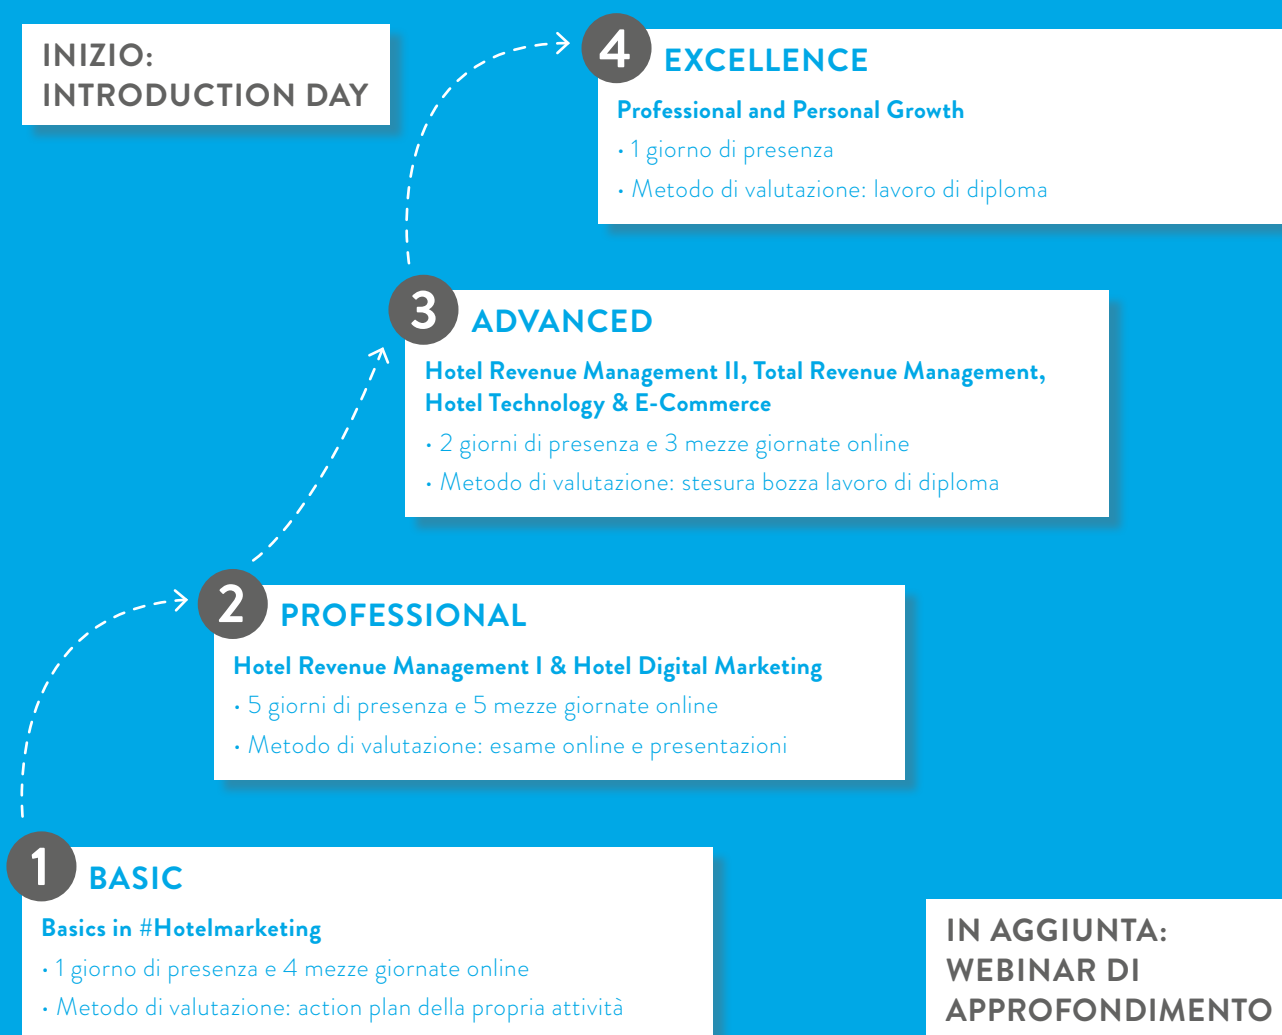 INIZIO:
INTRODUCTION DAY
4
EXCELLENCE
Professional and Personal Growth
• 1 giorno di presenza
• Metodo di valutazione: lavoro di diploma
3
ADVANCED
Hotel Revenue Management II, Total Revenue Management,
Hotel Technology & E-Commerce
• 2 giorni di presenza e 3 mezze giornate online
• Metodo di valutazione: stesura bozza lavoro di diploma
2
PROFESSIONAL
Hotel Revenue Management I & Hotel Digital Marketing
• 5 giorni di presenza e 5 mezze giornate online
• Metodo di valutazione: esame online e presentazioni
1
BASIC
Basics in #Hotelmarketing
• 1 giorno di presenza e 4 mezze giornate online
• Metodo di valutazione: action plan della propria attività
IN AGGIUNTA:
WEBINAR DI
APPROFONDIMENTO